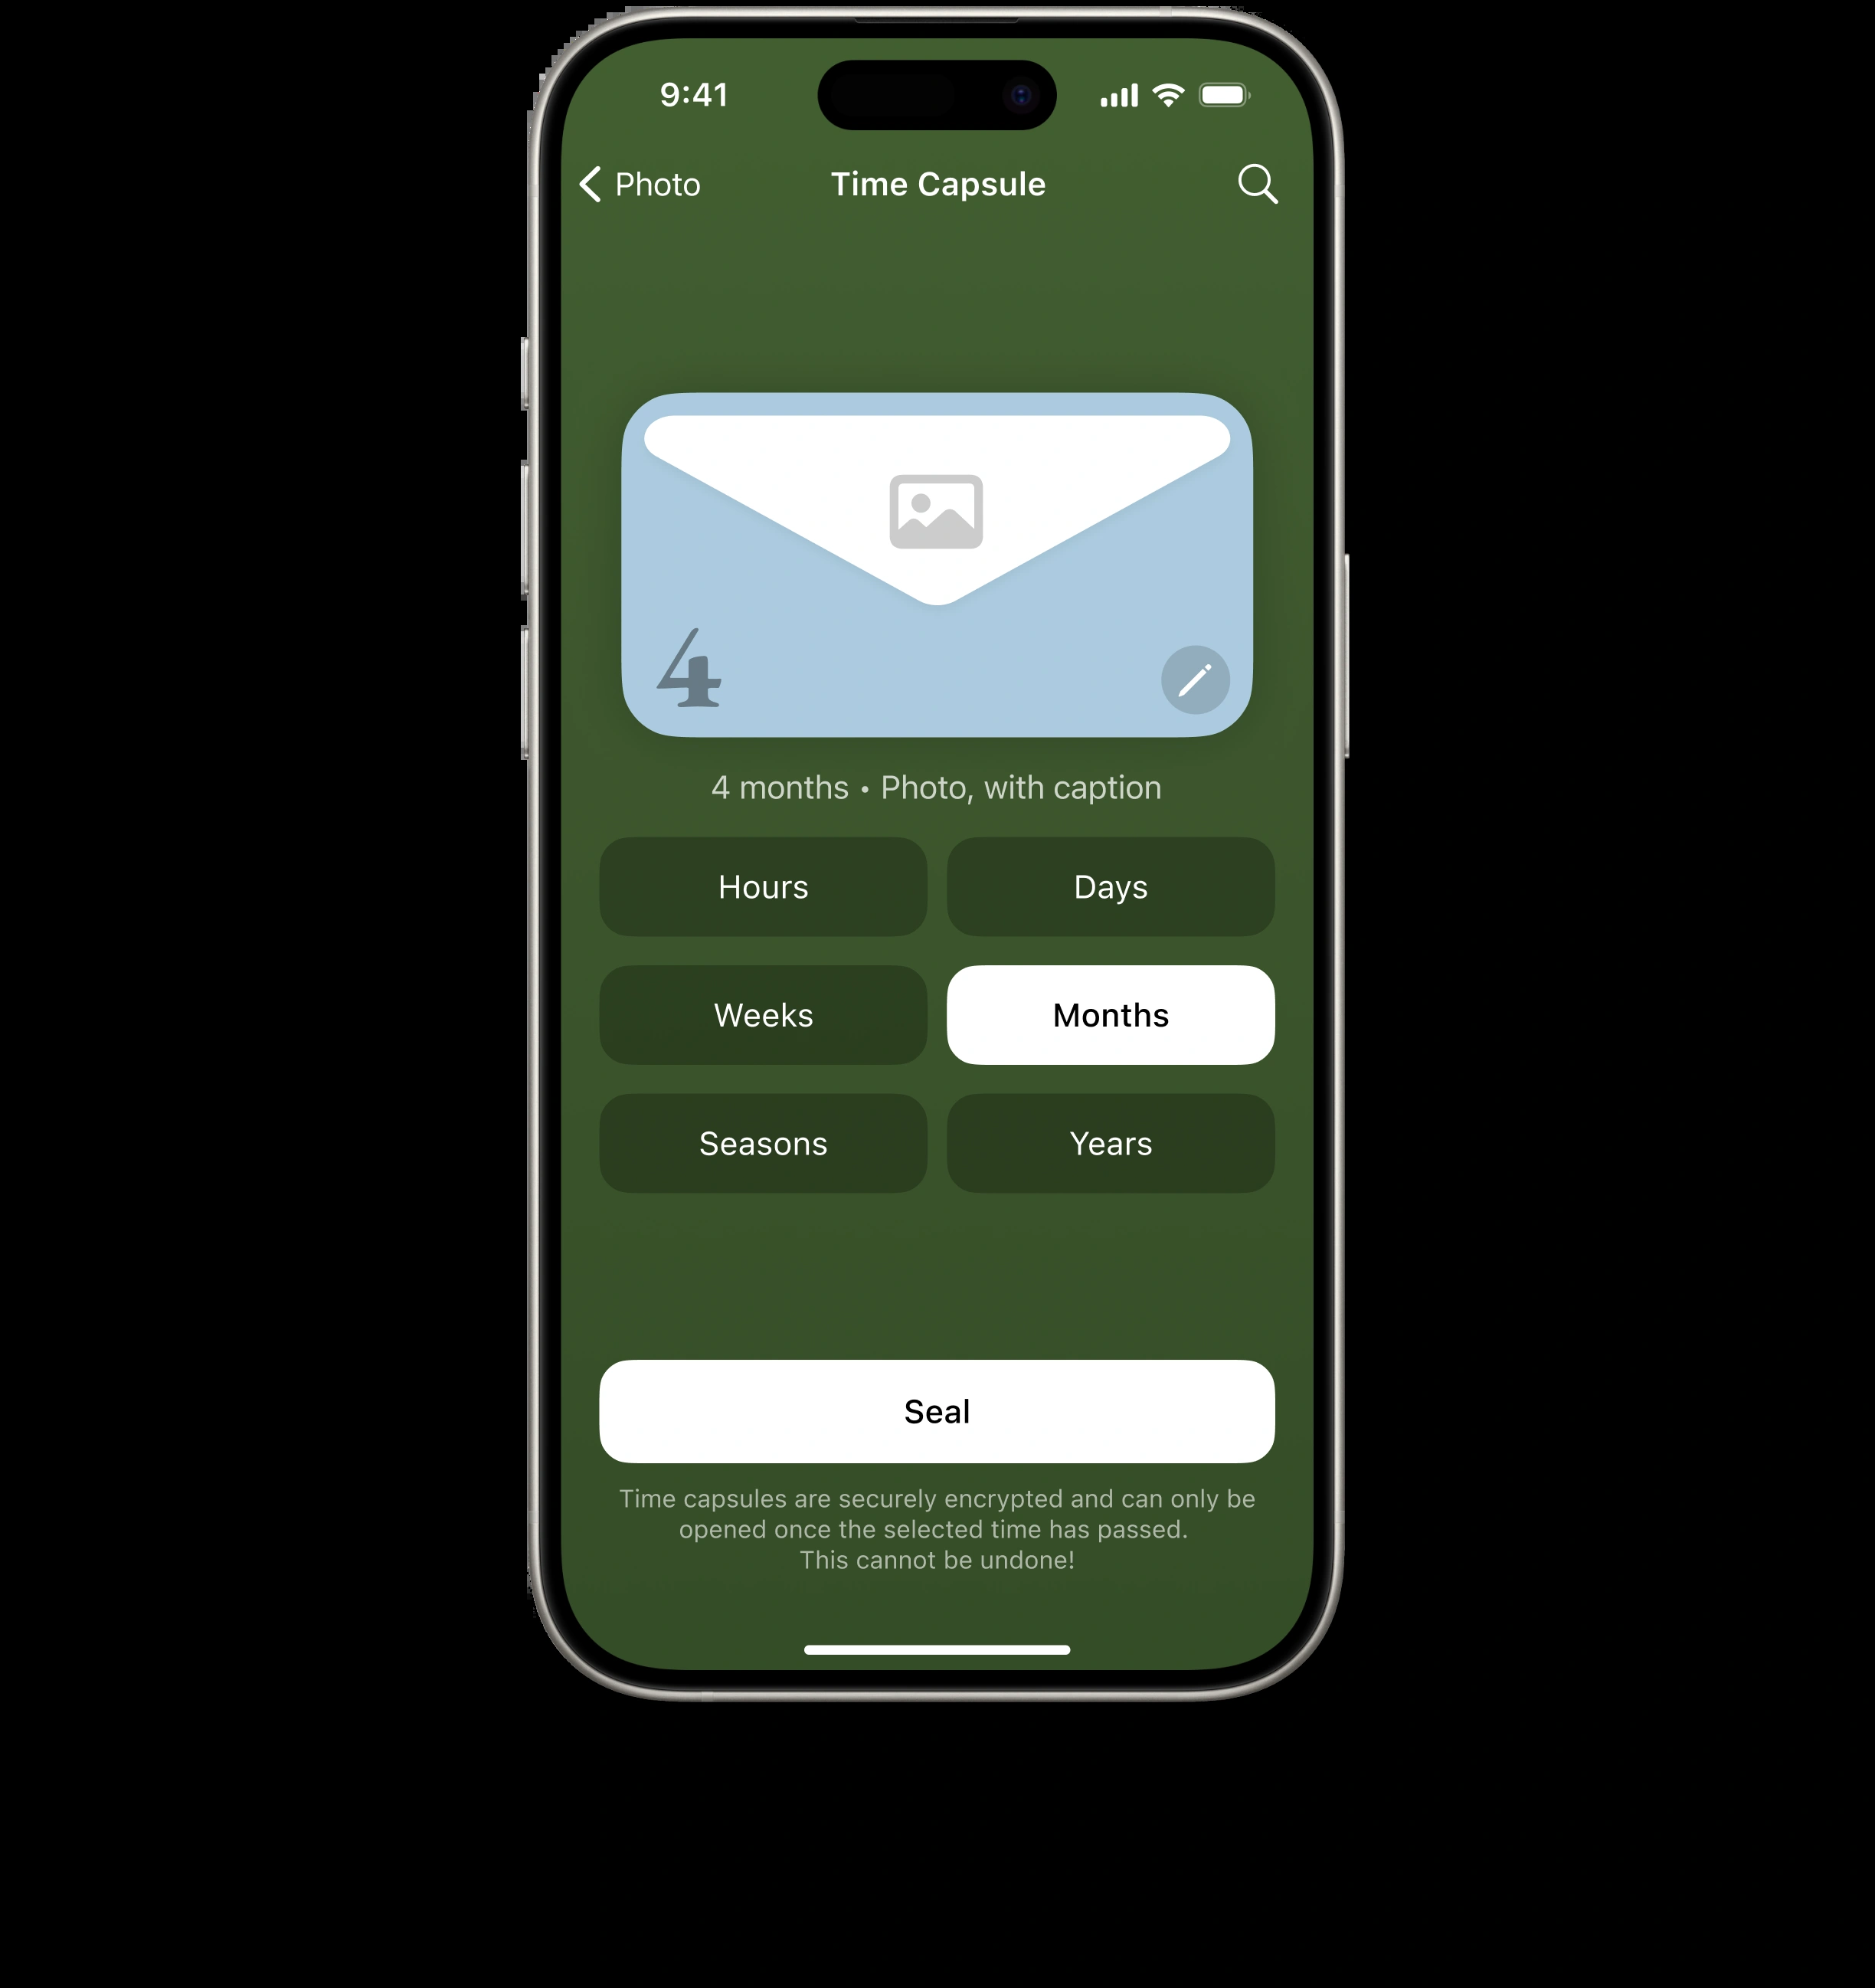 9:41
Photo
Time Capsule
4
4 months • Photo, with caption
Hours
Days
Weeks
Months
Seasons
Years
Seal
Time capsules are securely encrypted and can only be
opened once the selected time has passed.
This cannot be undone!